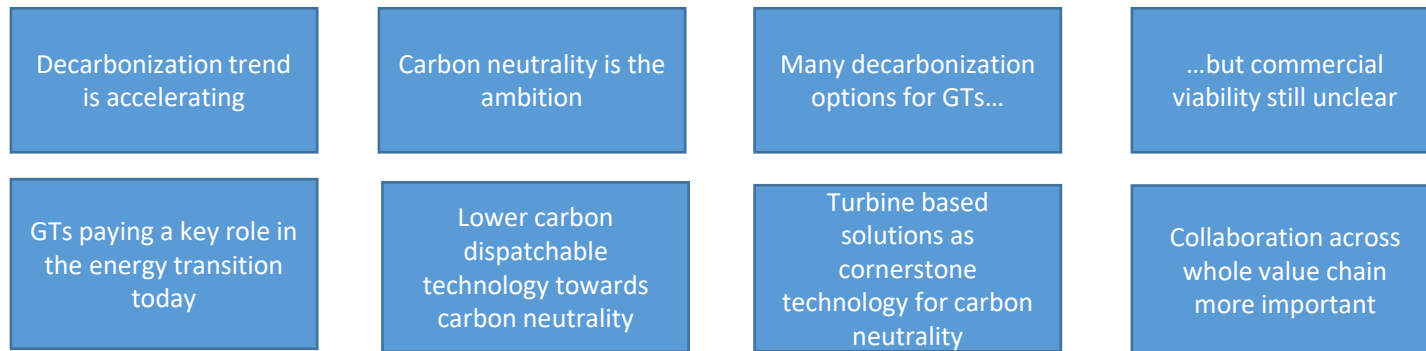 Decarbonization trend
is accelerating
Carbon neutrality is the
ambition
Many decarbonization
options for GTs…
…but commercial
viability still unclear
GTs paying a key role in
the energy transition
today
Lower carbon
dispatchable
technology towards
carbon neutrality
Turbine based
solutions as
cornerstone
technology for carbon
neutrality
Collaboration across
whole value chain
more important